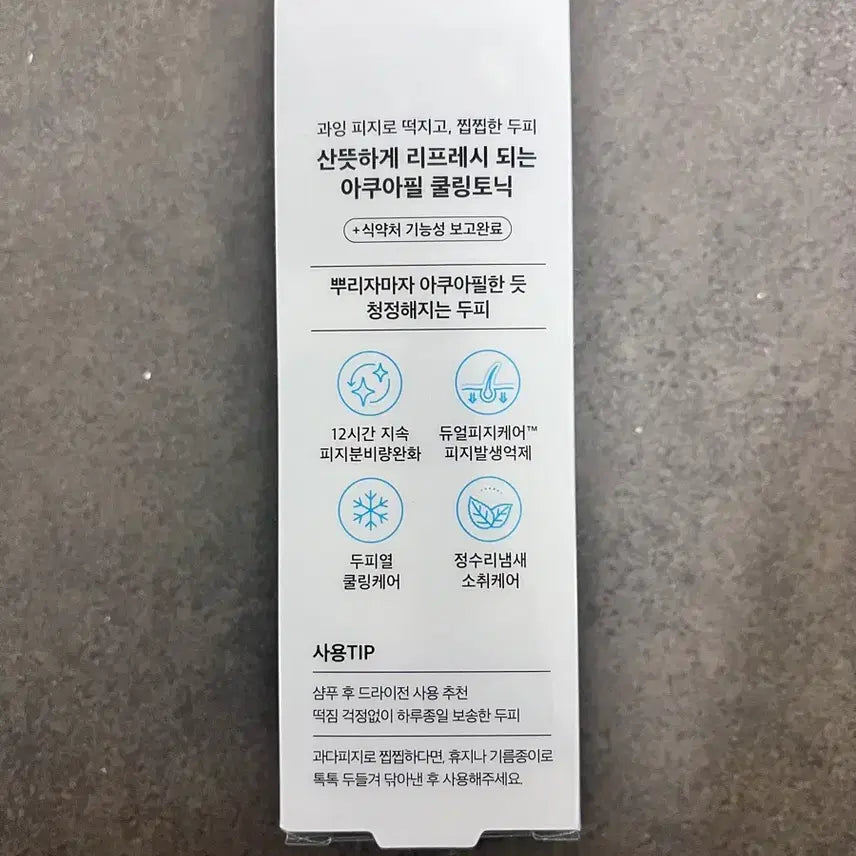 과잉 피지로 떡지고, 찝찝한 두피
산뜻하게 리프레시 되는
아쿠아필 쿨링토닉
+식약처 기능성 보고완료
뿌리자마자 아쿠아필한 듯
청정해지는 두피
12시간 지속
피지분비량완화
듀얼피지케어™
피지발생억제
두피열
쿨링케어
정수리냄새
소취케어
사용TIP
샴푸 후 드라이전 사용 추천
떡짐 걱정없이 하루종일 보송한 두피
과다피지로 찝찝하다면, 휴지나 기름종이로
톡톡 두들겨 닦아낸 후 사용해주세요.